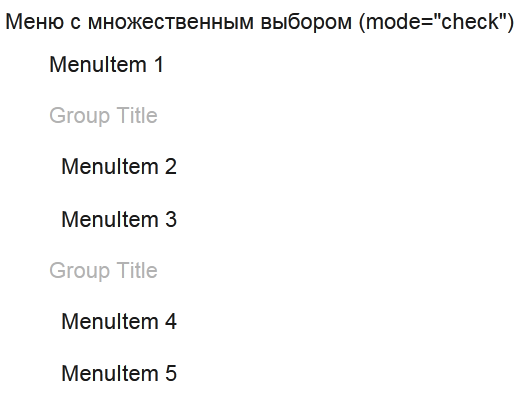 Меню с множественным выбором (mode="check")
MenuItem 1
Group Title
MenuItem 2
MenuItem 3
Group Title
MenuItem 4
MenuItem 5